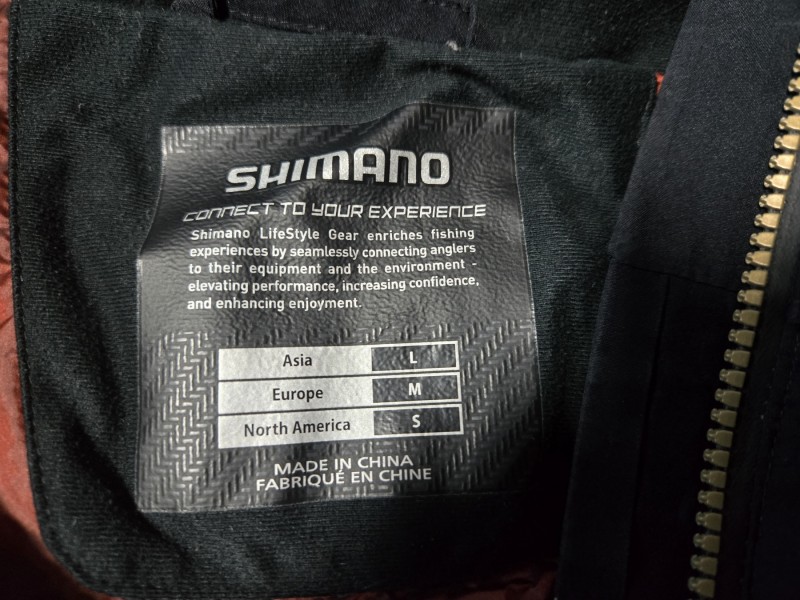 SHIMANO
CONNECT TO YOUR EXPERIENCE
Shimano LifeStyle Gear enriches fishing
experiences by seamlessly connecting anglers
to their equipment and the environment -
elevating performance, increasing confidence,
and enhancing enjoyment.
Asia L
Europe M
North America S
MADE IN CHINA
FABRIQUÉ EN CHINE